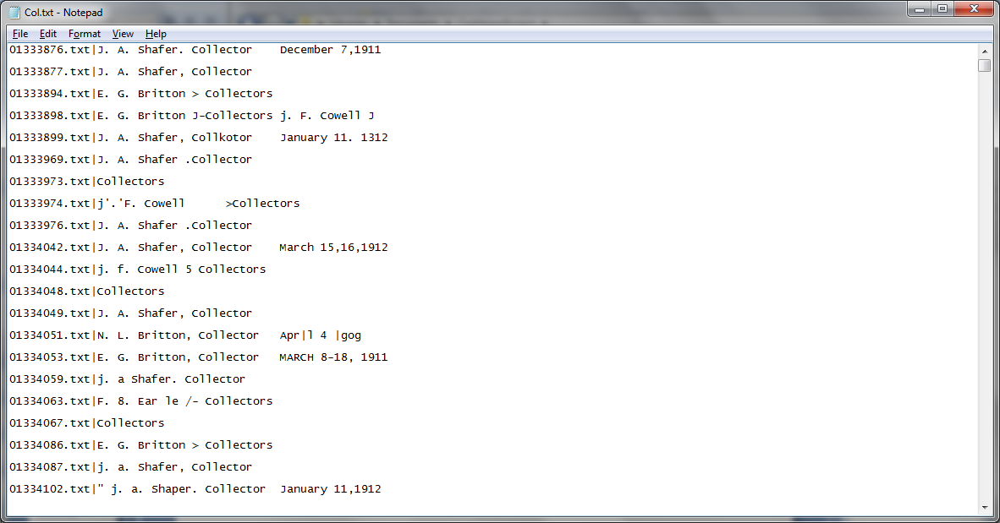 Col.txt - Notepad
File Edit Format View Help
01333876.txt|J. A. Shafer. Collector    December 7,1911
01333877.txt|J. A. Shafer, Collector
01333894.txt|E. G. Britton > Collectors
01333898.txt|E. G. Britton J-Collectors j. F. Cowell J
01333899.txt|J. A. Shafer, Collkotor    January 11. 1312
01333969.txt|J. A. Shafer .Collector
01333973.txt|Collectors
01333974.txt|j'.'F. Cowell      >Collectors
01333976.txt|J. A. Shafer .Collector
01334042.txt|J. A. Shafer, Collector    March 15,16,1912
01334044.txt|j. f. Cowell 5 Collectors
01334048.txt|Collectors
01334049.txt|J. A. Shafer, Collector
01334051.txt|N. L. Britton, Collector   Apr|l 4 |gog
01334053.txt|E. G. Britton, Collector   MARCH 8-18, 1911
01334059.txt|j. a Shafer. Collector
01334063.txt|F. 8. Ear le /- Collectors
01334067.txt|Collectors
01334086.txt|E. G. Britton > Collectors
01334087.txt|j. a. Shafer, Collector
01334102.txt|" j. a. Shaper. Collector  January 11,1912